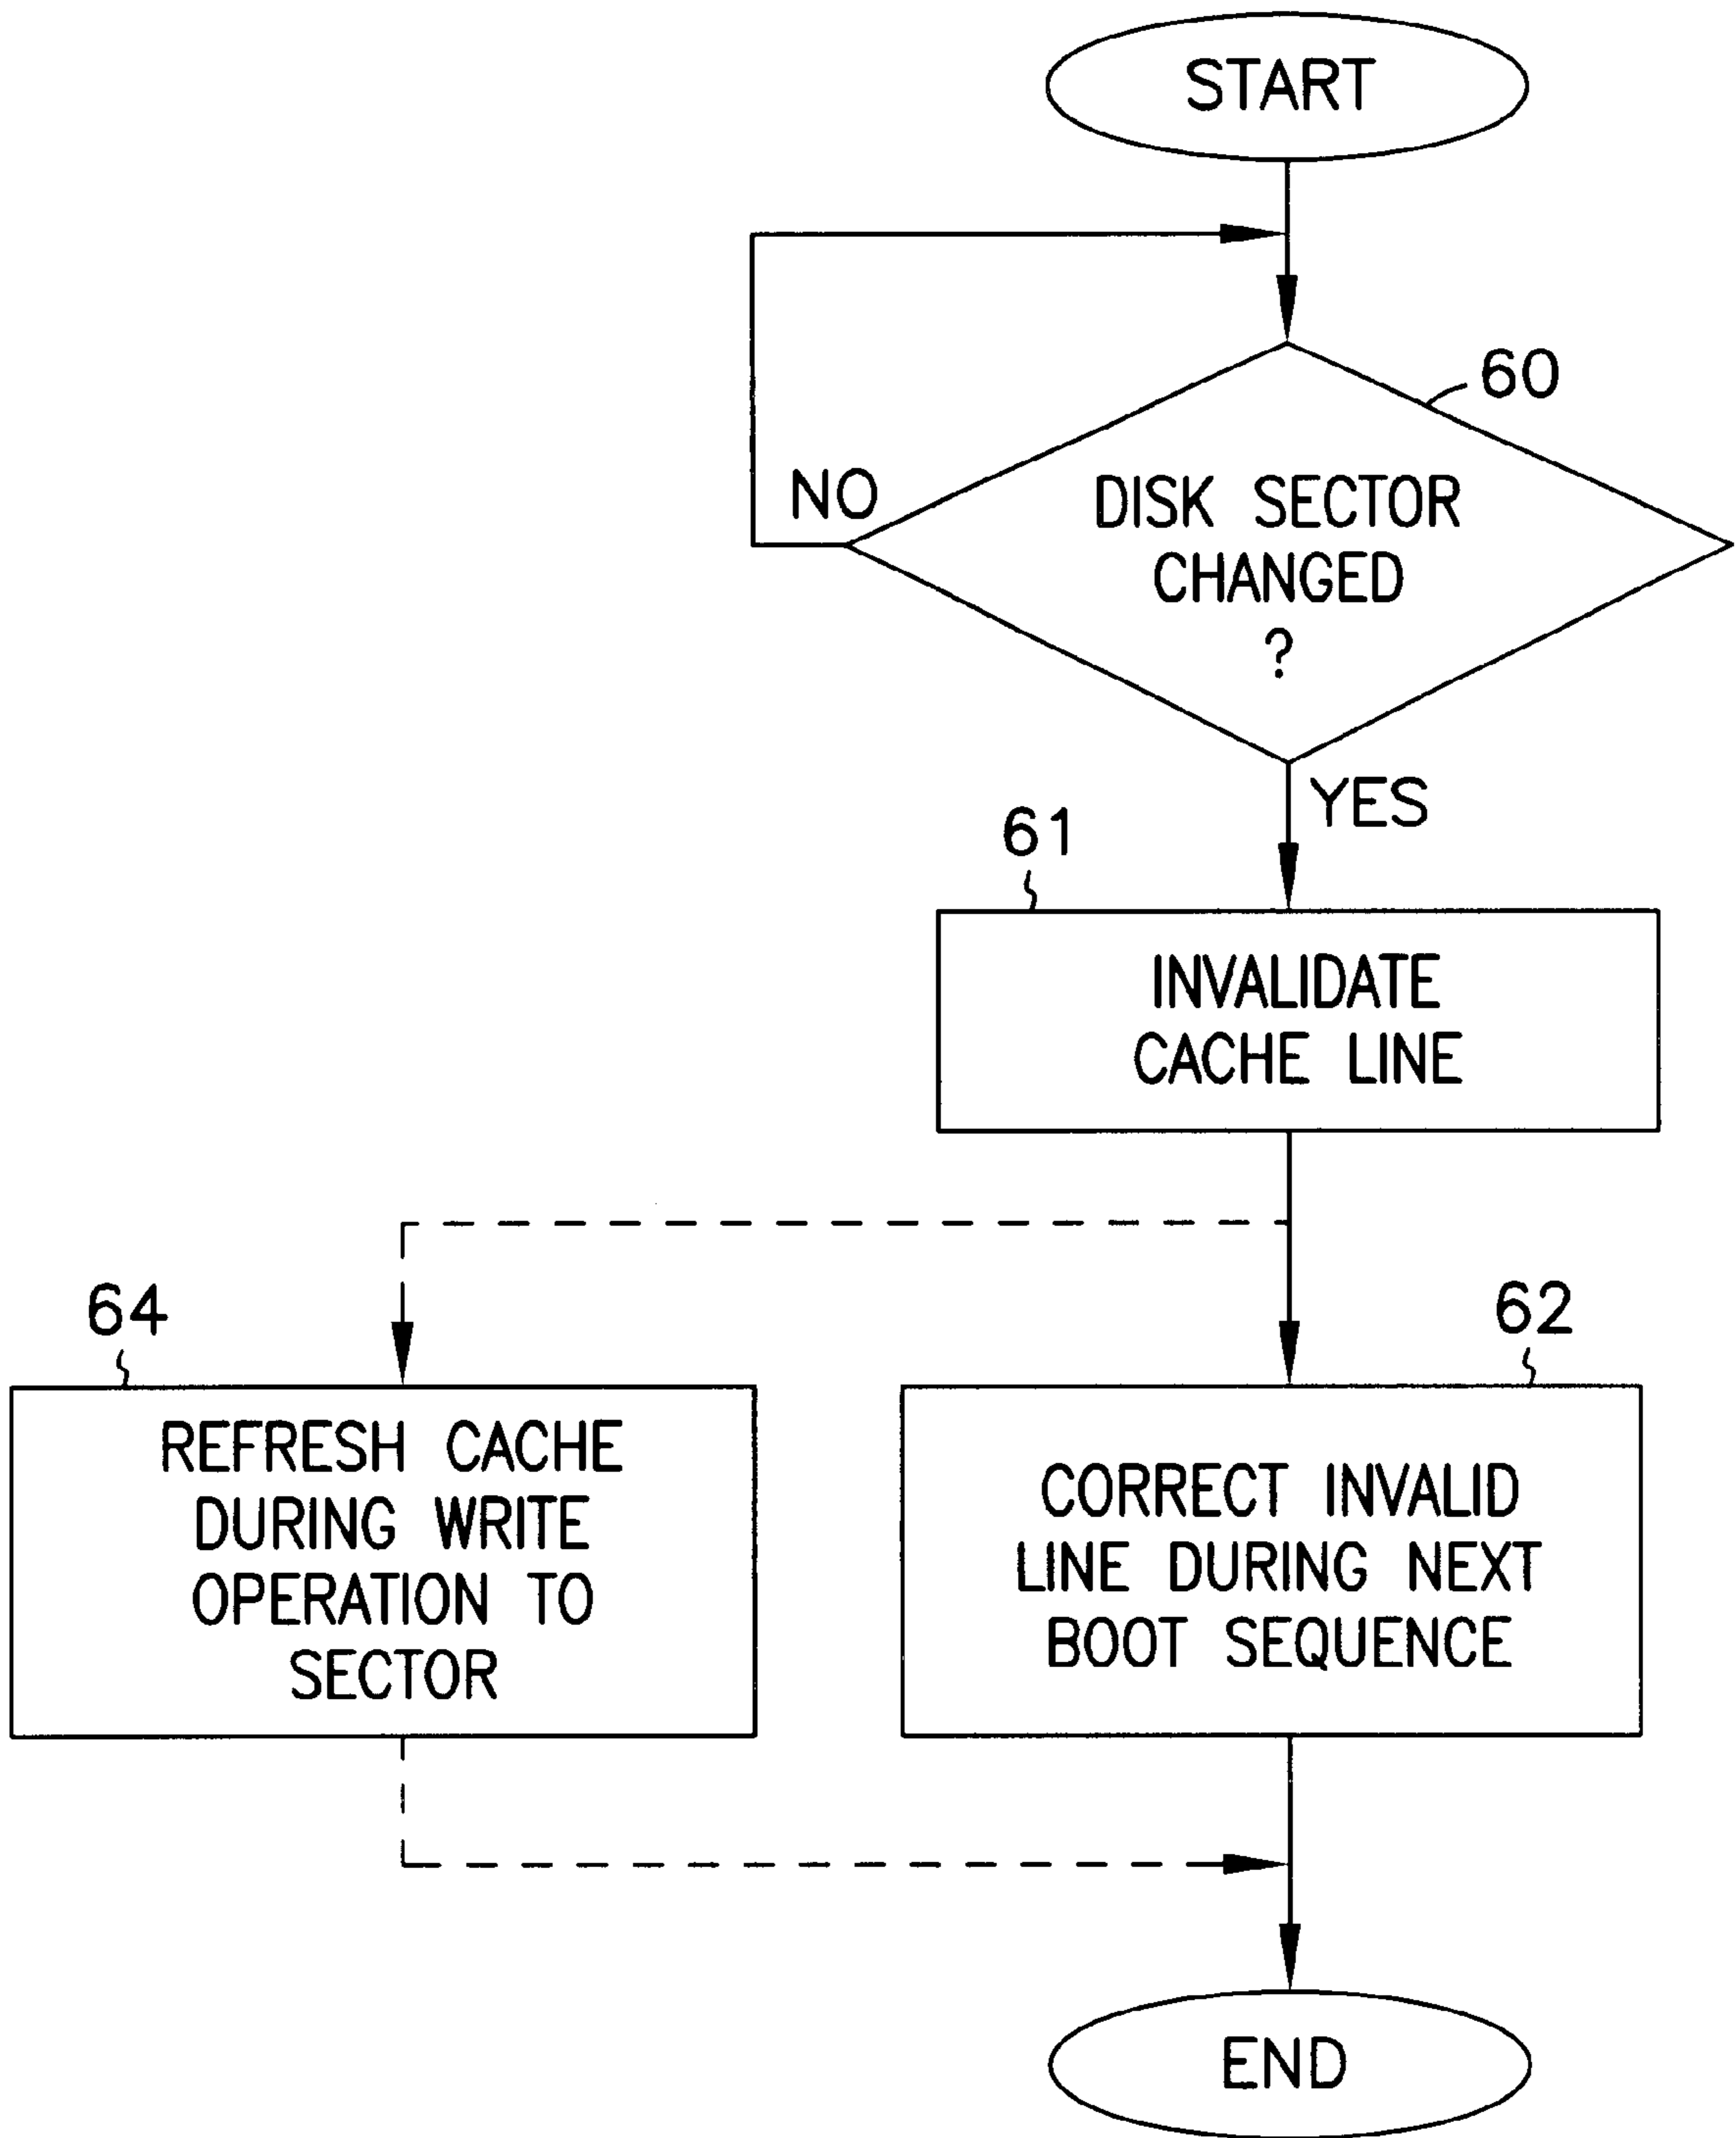 START
60
NO
DISK SECTOR
CHANGED
?
YES
61
INVALIDATE
CACHE LINE
64
REFRESH CACHE
DURING WRITE
OPERATION TO
SECTOR
62
CORRECT INVALID
LINE DURING NEXT
BOOT SEQUENCE
END